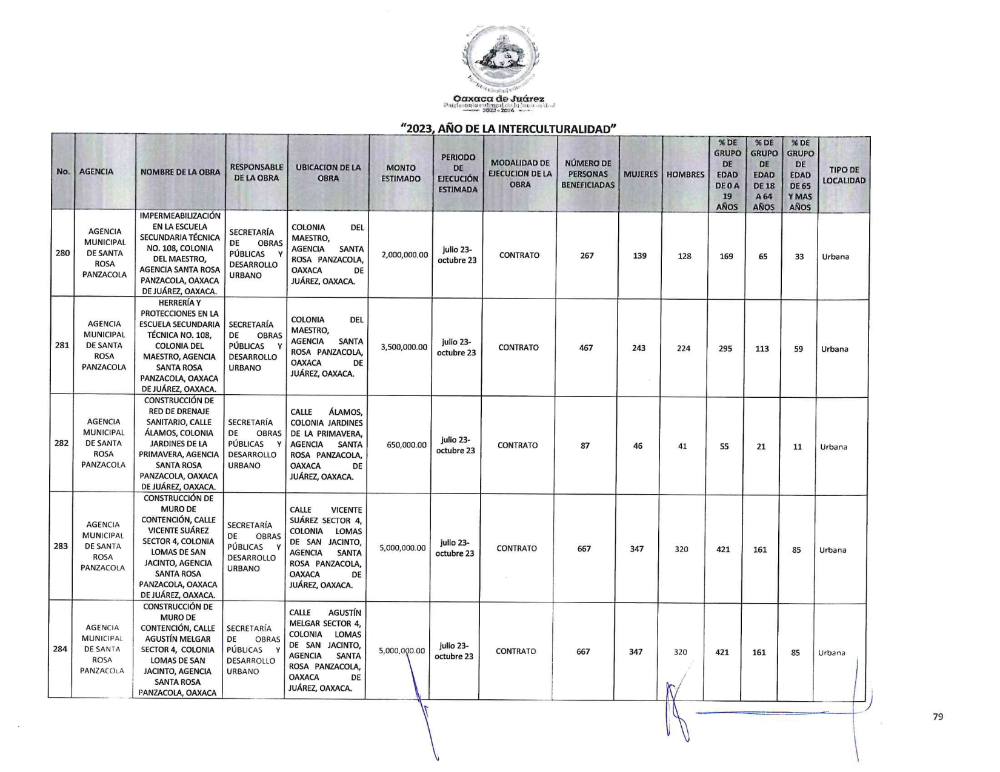 Oaxaca de Juárez
Patrimonio cultural de la humanidad
2022 - 2024
“2023, AÑO DE LA INTERCULTURALIDAD”
No.
AGENCIA
NOMBRE DE LA OBRA
RESPONSABLE
DE LA OBRA
UBICACION DE LA
OBRA
MONTO
ESTIMADO
PERIODO
DE
EJECUCIÓN
ESTIMADA
MODALIDAD DE
EJECUCION DE LA
OBRA
NÚMERO DE
PERSONAS
BENEFICIADAS
MUJERES
HOMBRES
% DE
GRUPO
DE
EDAD
DE 0 A
19
AÑOS
% DE
GRUPO
DE
EDAD
DE 18
A 64
AÑOS
% DE
GRUPO
DE
EDAD
DE 65
Y MAS
AÑOS
TIPO DE
LOCALIDAD
280
AGENCIA
MUNICIPAL
DE SANTA
ROSA
PANZACOLA
IMPERMEABILIZACIÓN
EN LA ESCUELA
SECUNDARIA TÉCNICA
NO. 108, COLONIA
DEL MAESTRO,
AGENCIA SANTA ROSA
PANZACOLA, OAXACA
DE JUÁREZ, OAXACA.
SECRETARÍA
DE OBRAS
PÚBLICAS Y
DESARROLLO
URBANO
COLONIA DEL
MAESTRO,
AGENCIA SANTA
ROSA PANZACOLA,
OAXACA DE
JUÁREZ, OAXACA.
2,000,000.00
julio 23-
octubre 23
CONTRATO
267
139
128
169
65
33
Urbana
281
AGENCIA
MUNICIPAL
DE SANTA
ROSA
PANZACOLA
HERRERÍA Y
PROTECCIONES EN LA
ESCUELA SECUNDARIA
TÉCNICA NO. 108,
COLONIA DEL
MAESTRO, AGENCIA
SANTA ROSA
PANZACOLA, OAXACA
DE JUÁREZ, OAXACA.
SECRETARÍA
DE OBRAS
PÚBLICAS Y
DESARROLLO
URBANO
COLONIA DEL
MAESTRO,
AGENCIA SANTA
ROSA PANZACOLA,
OAXACA DE
JUÁREZ, OAXACA.
3,500,000.00
julio 23-
octubre 23
CONTRATO
467
243
224
295
113
59
Urbana
282
AGENCIA
MUNICIPAL
DE SANTA
ROSA
PANZACOLA
CONSTRUCCIÓN DE
RED DE DRENAJE
SANITARIO, CALLE
ÁLAMOS, COLONIA
JARDINES DE LA
PRIMAVERA, AGENCIA
SANTA ROSA
PANZACOLA, OAXACA
DE JUÁREZ, OAXACA.
SECRETARÍA
DE OBRAS
PÚBLICAS Y
DESARROLLO
URBANO
CALLE ÁLAMOS,
COLONIA JARDINES
DE LA PRIMAVERA,
AGENCIA SANTA
ROSA PANZACOLA,
OAXACA DE
JUÁREZ, OAXACA.
650,000.00
julio 23-
octubre 23
CONTRATO
87
46
41
55
21
11
Urbana
283
AGENCIA
MUNICIPAL
DE SANTA
ROSA
PANZACOLA
CONSTRUCCIÓN DE
MURO DE
CONTENCIÓN, CALLE
VICENTE SUÁREZ
SECTOR 4, COLONIA
LOMAS DE SAN
JACINTO, AGENCIA
SANTA ROSA
PANZACOLA, OAXACA
DE JUÁREZ, OAXACA.
SECRETARÍA
DE OBRAS
PÚBLICAS Y
DESARROLLO
URBANO
CALLE VICENTE
SUÁREZ SECTOR 4,
COLONIA LOMAS
DE SAN JACINTO,
AGENCIA SANTA
ROSA PANZACOLA,
OAXACA DE
JUÁREZ, OAXACA.
5,000,000.00
julio 23-
octubre 23
CONTRATO
667
347
320
421
161
85
Urbana
284
AGENCIA
MUNICIPAL
DE SANTA
ROSA
PANZACOLA
CONSTRUCCIÓN DE
MURO DE
CONTENCIÓN, CALLE
AGUSTÍN MELGAR
SECTOR 4, COLONIA
LOMAS DE SAN
JACINTO, AGENCIA
SANTA ROSA
PANZACOLA, OAXACA
SECRETARÍA
DE OBRAS
PÚBLICAS Y
DESARROLLO
URBANO
CALLE AGUSTÍN
MELGAR SECTOR 4,
COLONIA LOMAS
DE SAN JACINTO,
AGENCIA SANTA
ROSA PANZACOLA,
OAXACA DE
JUÁREZ, OAXACA.
5,000,000.00
julio 23-
octubre 23
CONTRATO
667
347
320
421
161
85
Urbana
79